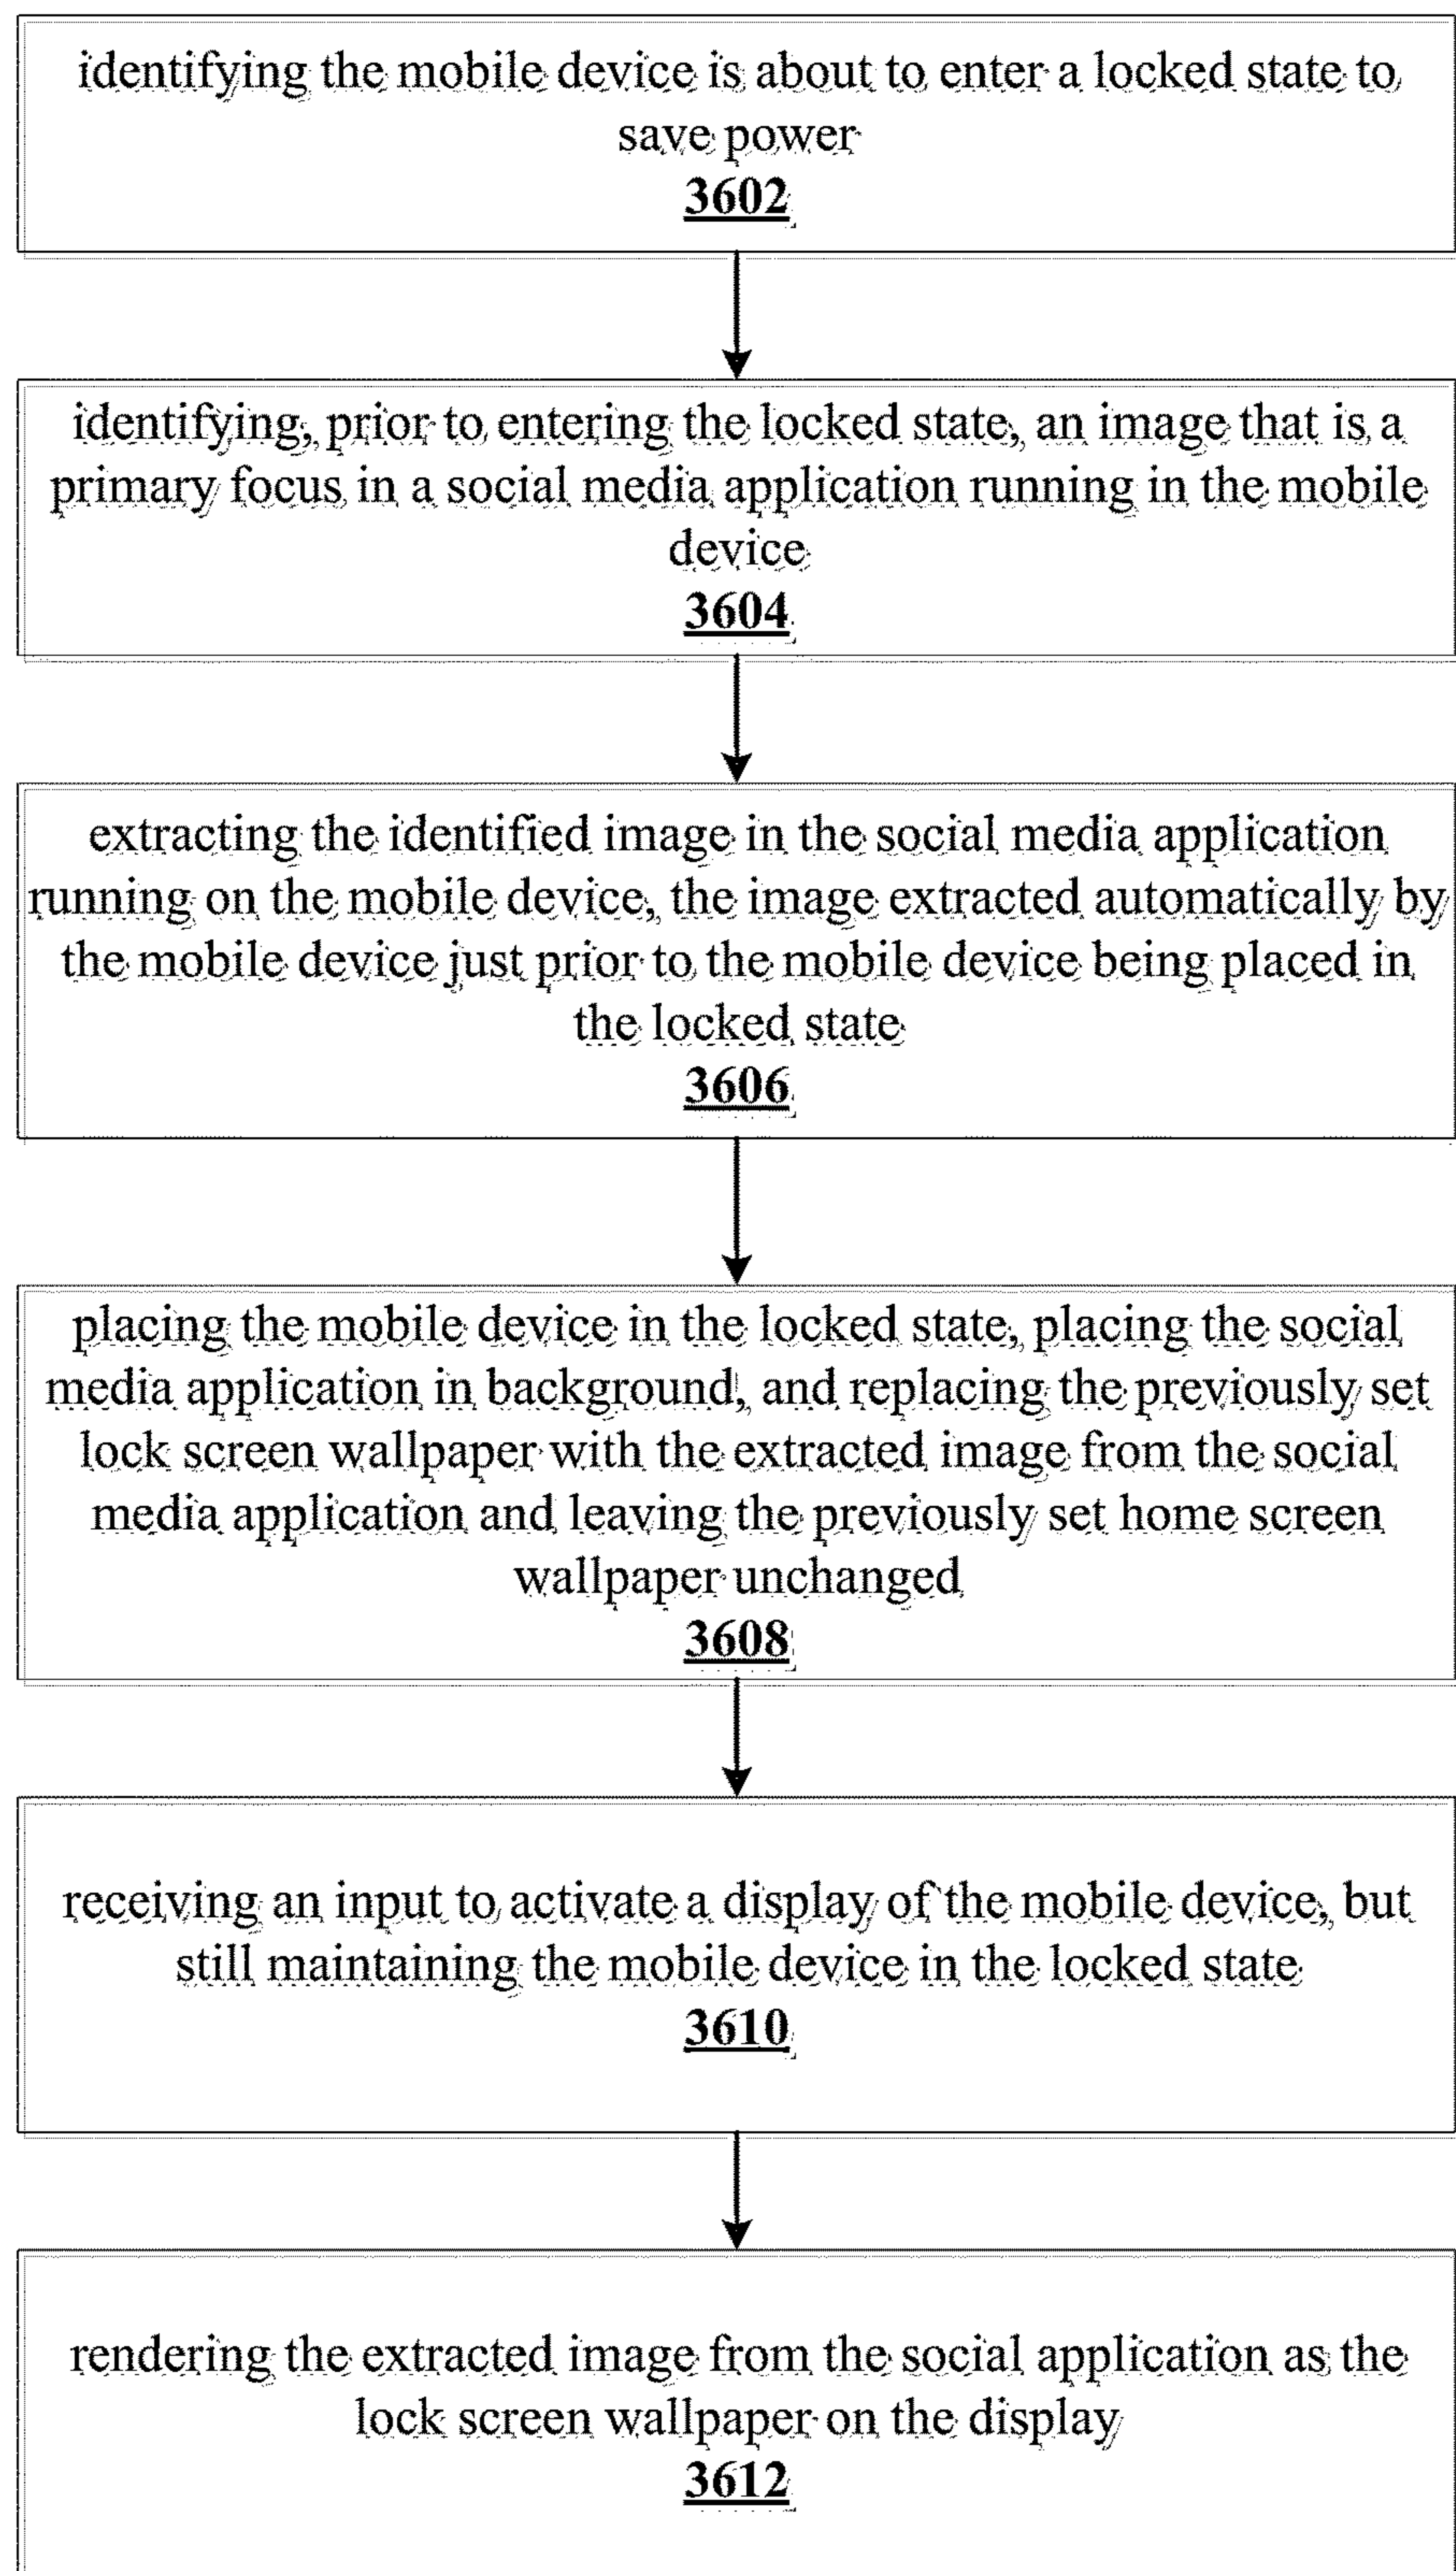 identifying the mobile device is about to enter a locked state to
save power
3602
identifying, prior to entering the locked state, an image that is a
primary focus in a social media application running in the mobile
device
3604
extracting the identified image in the social media application
running on the mobile device, the image extracted automatically by
the mobile device just prior to the mobile device being placed in
the locked state
3606
placing the mobile device in the locked state, placing the social
media application in background, and replacing the previously set
lock screen wallpaper with the extracted image from the social
media application and leaving the previously set home screen
wallpaper unchanged
3608
receiving an input to activate a display of the mobile device, but
still maintaining the mobile device in the locked state
3610
rendering the extracted image from the social application as the
lock screen wallpaper on the display
3612